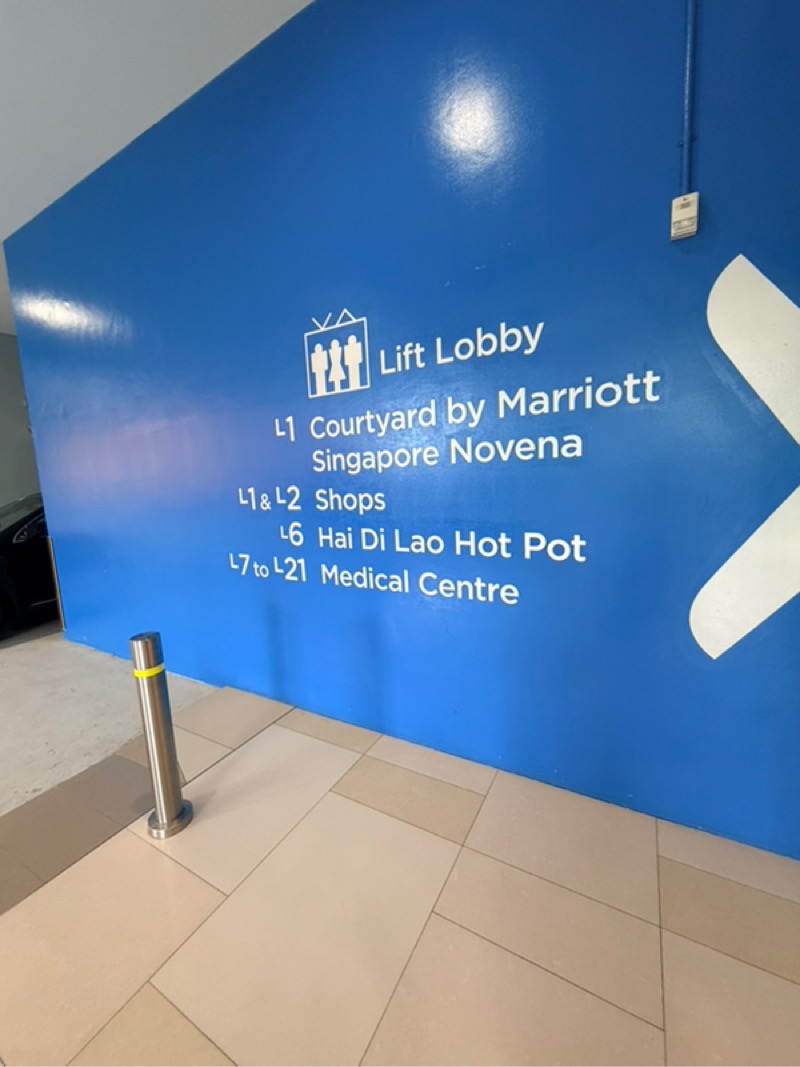 Lift Lobby
L1 Courtyard by Marriott
Singapore Novena
L1 & L2 Shops
L6 Hai Di Lao Hot Pot
L7 to L21 Medical Centre